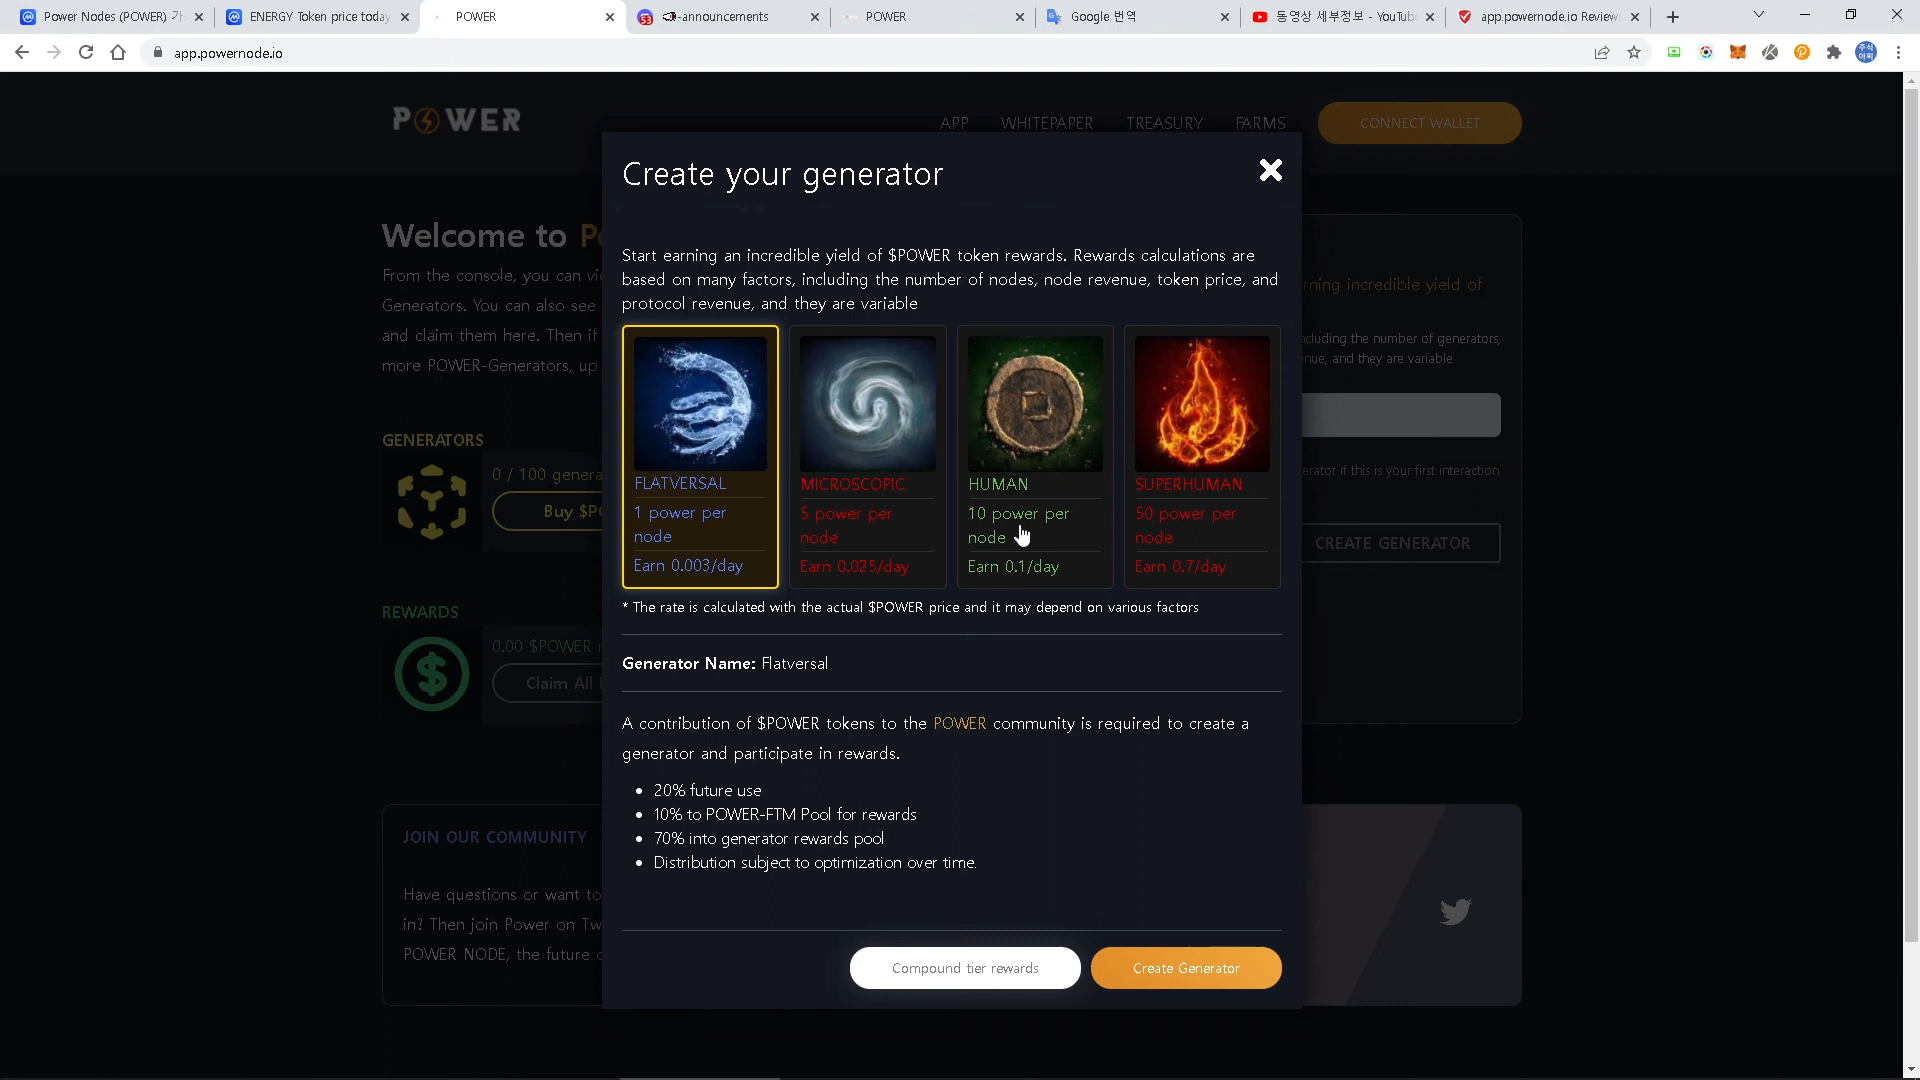 Power Nodes (POWER)
ENERGY Token price today
POWER
-announcements
POWER
Google 번역
동영상 세부정보 - YouTub
app.powernode.io Reviews
app.powernode.io
주식
POWER
APP
WHITEPAPER
TREASURY
FARMS
CONNECT WALLET
Create your generator
Welcome to
From the console, you can
Generators. You can also see
and claim them here. Then if
more POWER-Generators, up
Start earning an incredible yield of $POWER token rewards. Rewards calculations are
based on many factors, including the number of nodes, node revenue, token price, and
protocol revenue, and they are variable
incredible yield of
the number of generators,
and they are variable
if this is your first interaction
CREATE GENERATOR
FLATVERSAL
1 power per
node
Earn 0.003/day
MICROSCOPIC
5 power per
node
Earn 0.025/day
HUMAN
10 power per
node
Earn 0.1/day
SUPERHUMAN
50 power per
node
Earn 0.7/day
GENERATORS
0 / 100
Buy
REWARDS
0.00 $POWER
Claim All
* The rate is calculated with the actual $POWER price and it may depend on various factors
Generator Name: Flatversal
A contribution of $POWER tokens to the POWER community is required to create a
generator and participate in rewards.
• 20% future use
• 10% to POWER-FTM Pool for rewards
• 70% into generator rewards pool
• Distribution subject to optimization over time.
JOIN OUR COMMUNITY
Have questions or want to
in? Then join Power on
POWER NODE, the future
Compound tier rewards
Create Generator